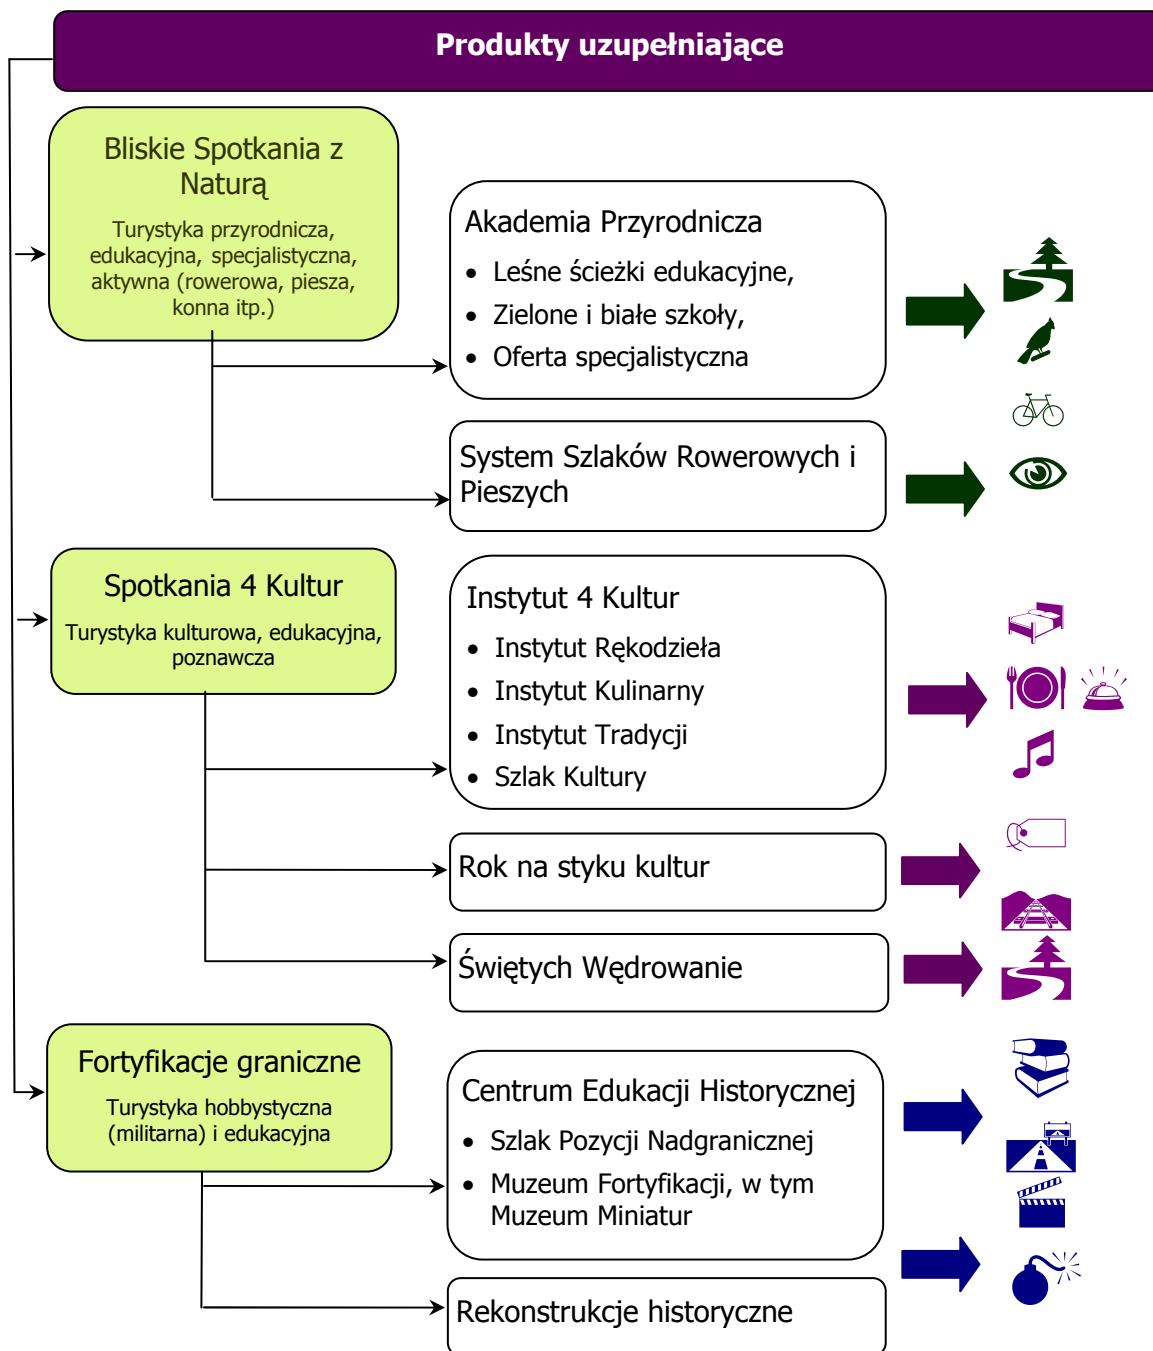 Produkty uzupełniające
Bliskie Spotkania z
Naturą
Turystyka przyrodnicza,
edukacyjna, specjalistyczna,
aktywna (rowerowa, piesza,
konna itp.)
Akademia Przyrodnicza
• Leśne ścieżki edukacyjne,
• Zielone i białe szkoły,
• Oferta specjalistyczna
System Szlaków Rowerowych i
Pieszych
Spotkania 4 Kultur
Turystyka kulturowa, edukacyjna,
poznawcza
Instytut 4 Kultur
• Instytut Rękodzieła
• Instytut Kulinarny
• Instytut Tradycji
• Szlak Kultury
Rok na styku kultur
Świętych Wędrowanie
Fortyfikacje graniczne
Turystyka hobbystyczna
(militarna) i edukacyjna
Centrum Edukacji Historycznej
• Szlak Pozycji Nadgranicznej
• Muzeum Fortyfikacji, w tym
Muzeum Miniatur
Rekonstrukcje historyczne